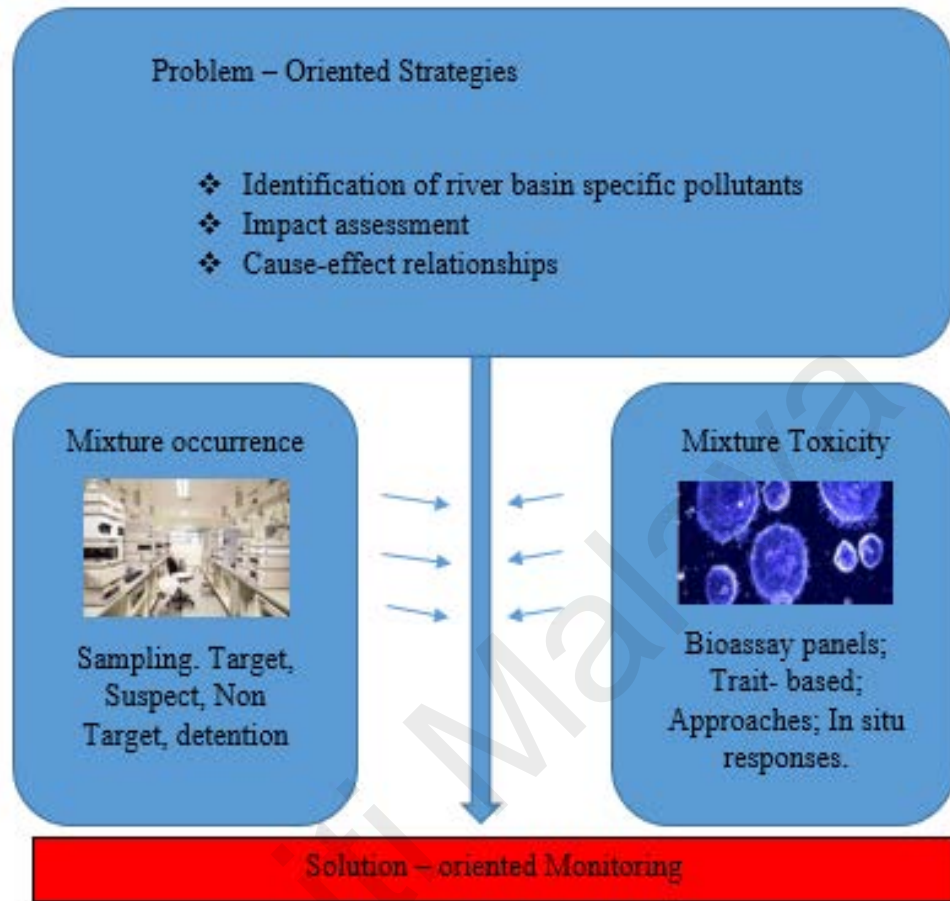 Problem – Oriented Strategies
❖ Identification of river basin specific pollutants
❖ Impact assessment
❖ Cause-effect relationships
Mixture occurrence
Sampling. Target,
Suspect, Non
Target, detention
Mixture Toxicity
Bioassay panels;
Trait- based;
Approaches; In situ
responses.
Solution – oriented Monitoring
Malaya